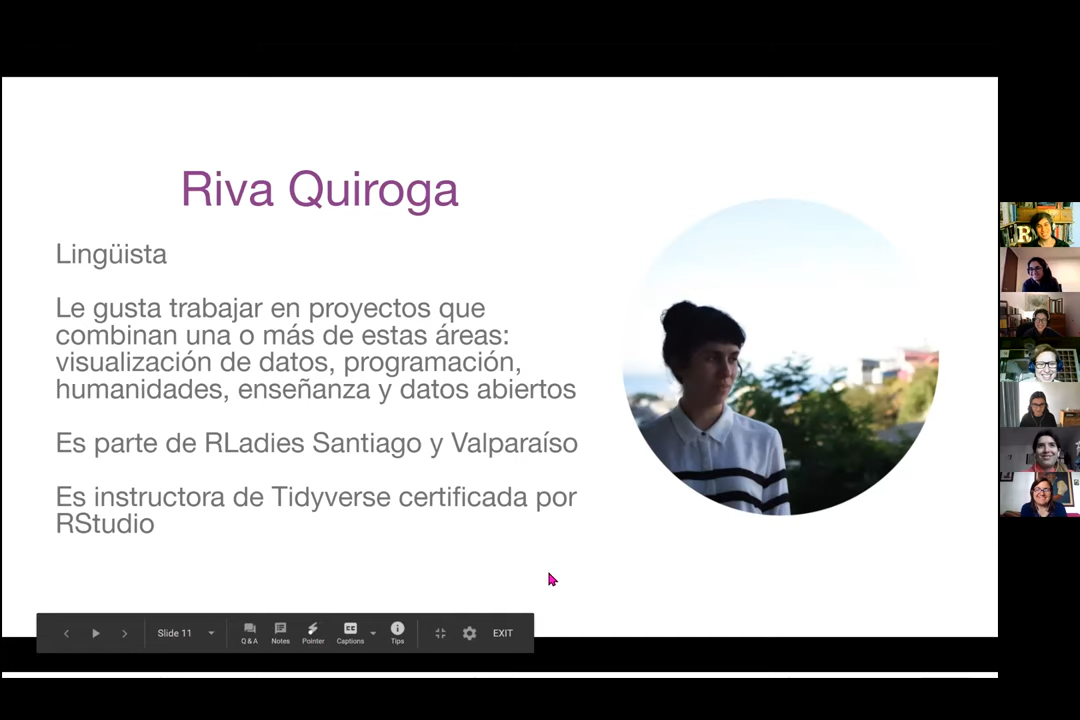 Riva Quiroga
Lingüista
Le gusta trabajar en proyectos que
combinan una o más de estas áreas:
visualización de datos, programación,
humanidades, enseñanza y datos abiertos
Es parte de RLadies Santiago y Valparaíso
Es instructora de Tidyverse certificada por
RStudio
Slide 11
Q&A
Notes
Pointer
CC
Captions
Tips
EXIT
R